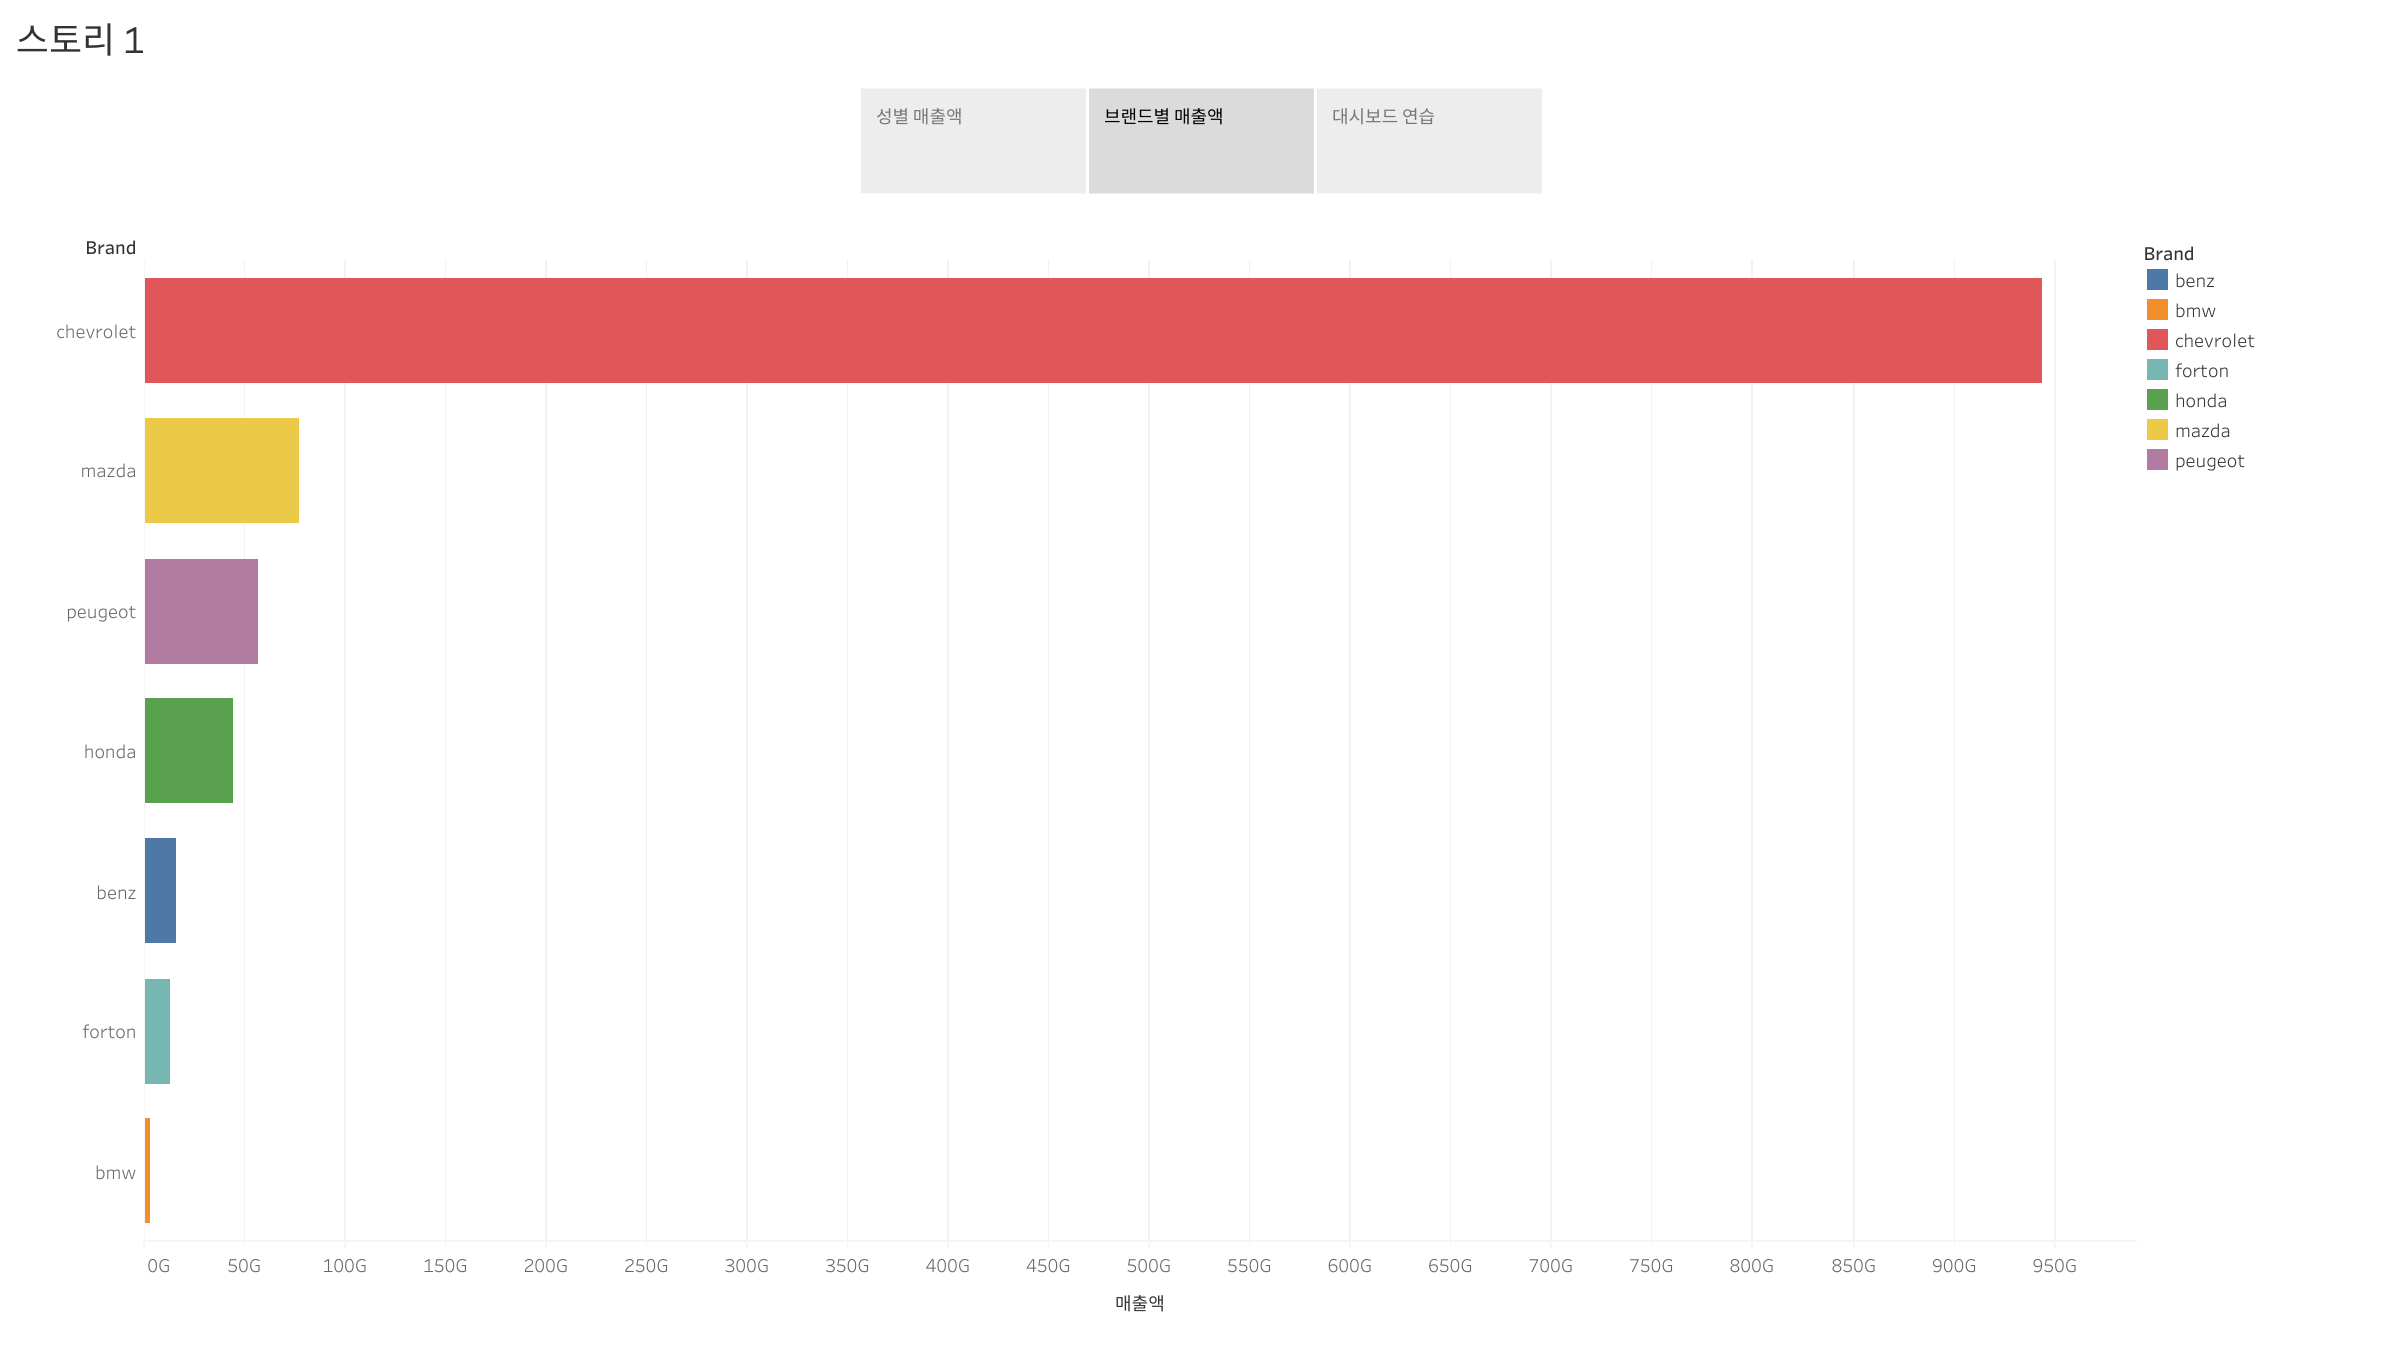 스토리 1
성별 매출액
브랜드별 매출액
대시보드 연습
Brand
chevrolet
mazda
peugeot
honda
benz
forton
bmw
0G 50G 100G 150G 200G 250G 300G 350G 400G 450G 500G 550G 600G 650G 700G 750G 800G 850G 900G 950G
매출액
Brand
benz
bmw
chevrolet
forton
honda
mazda
peugeot